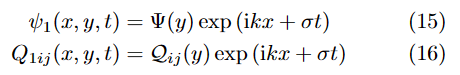 ψ₁(x, y, t) = Ψ(y) exp (ikx + σt) (15)
Q₁ᵢⱼ(x, y, t) = 𝒬ᵢⱼ(y) exp (ikx + σt) (16)